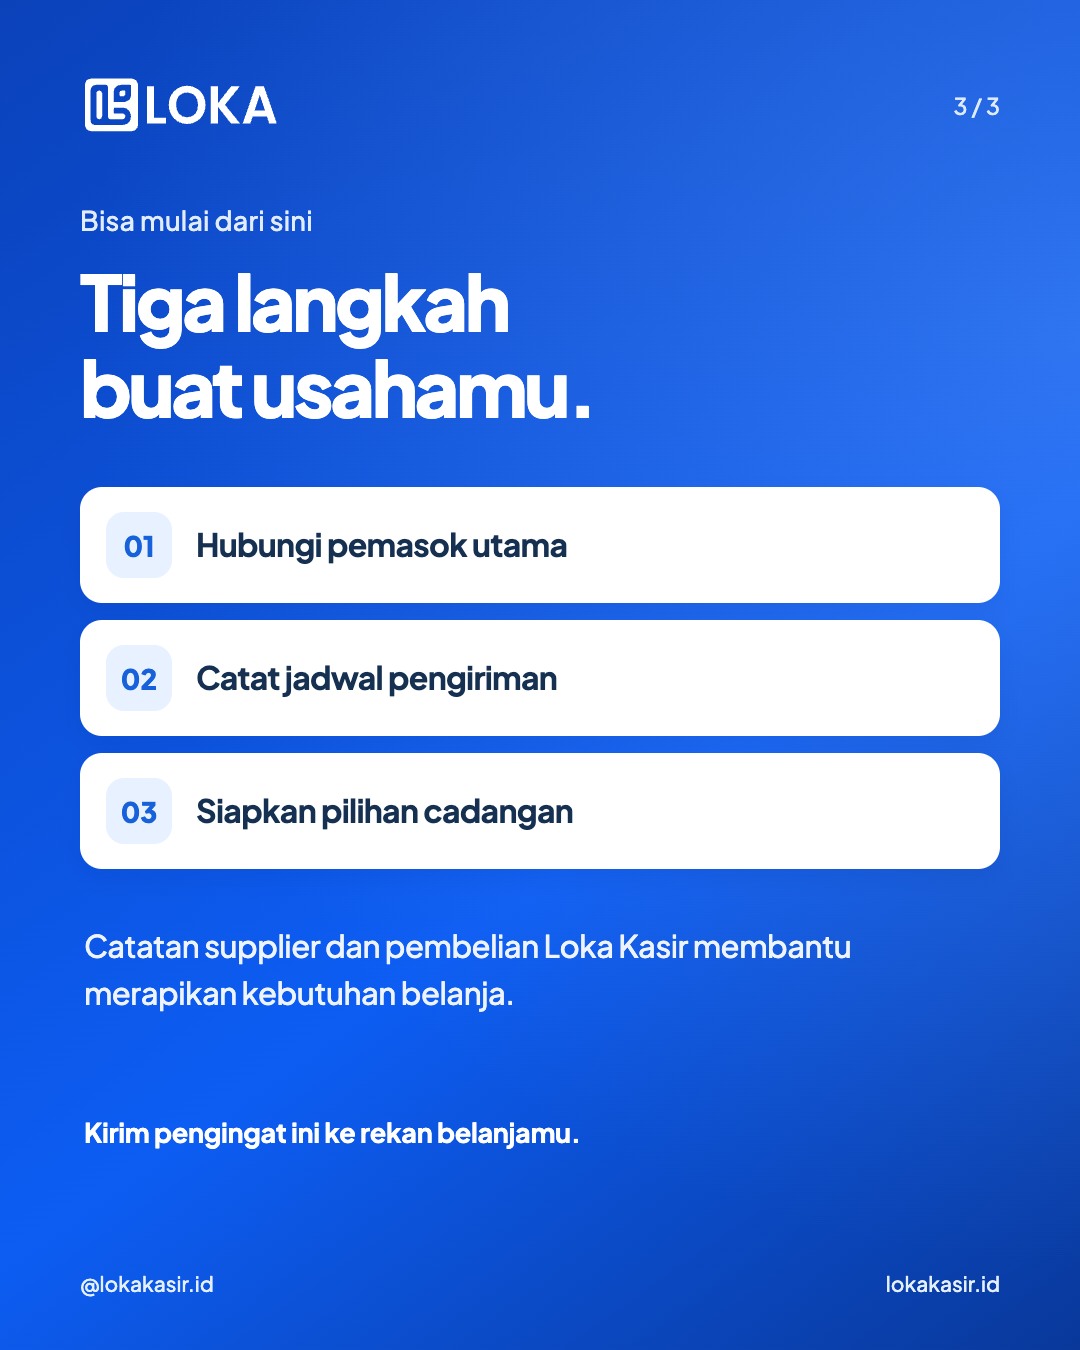 LOKA
3 / 3
Bisa mulai dari sini
Tiga langkah
buat usahamu.
01 Hubungi pemasok utama
02 Catat jadwal pengiriman
03 Siapkan pilihan cadangan
Catatan supplier dan pembelian Loka Kasir membantu
merapikan kebutuhan belanja.
Kirim pengingat ini ke rekan belanjamu.
@lokakasir.id
lokakasir.id